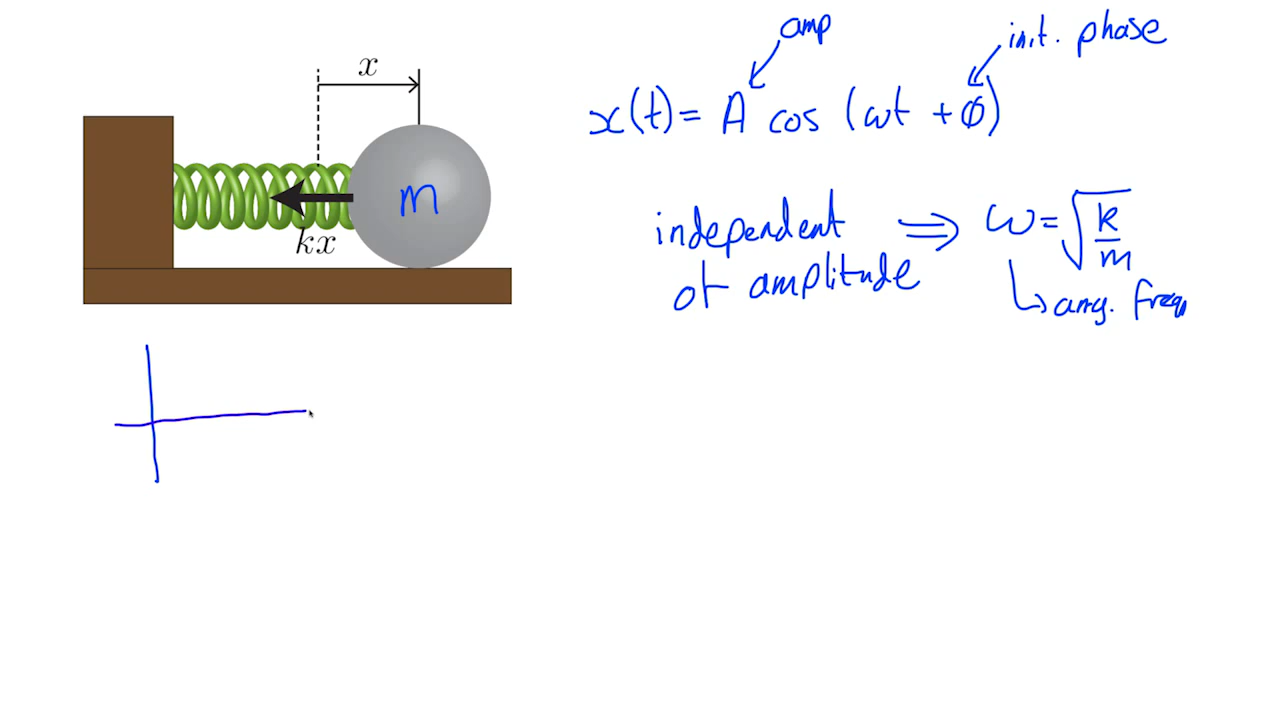 x
m
kx
amp
init. phase
x(t) = A cos (ωt + φ)
independent ⇒ ω = √k/m
of amplitude
↳ ang. freq